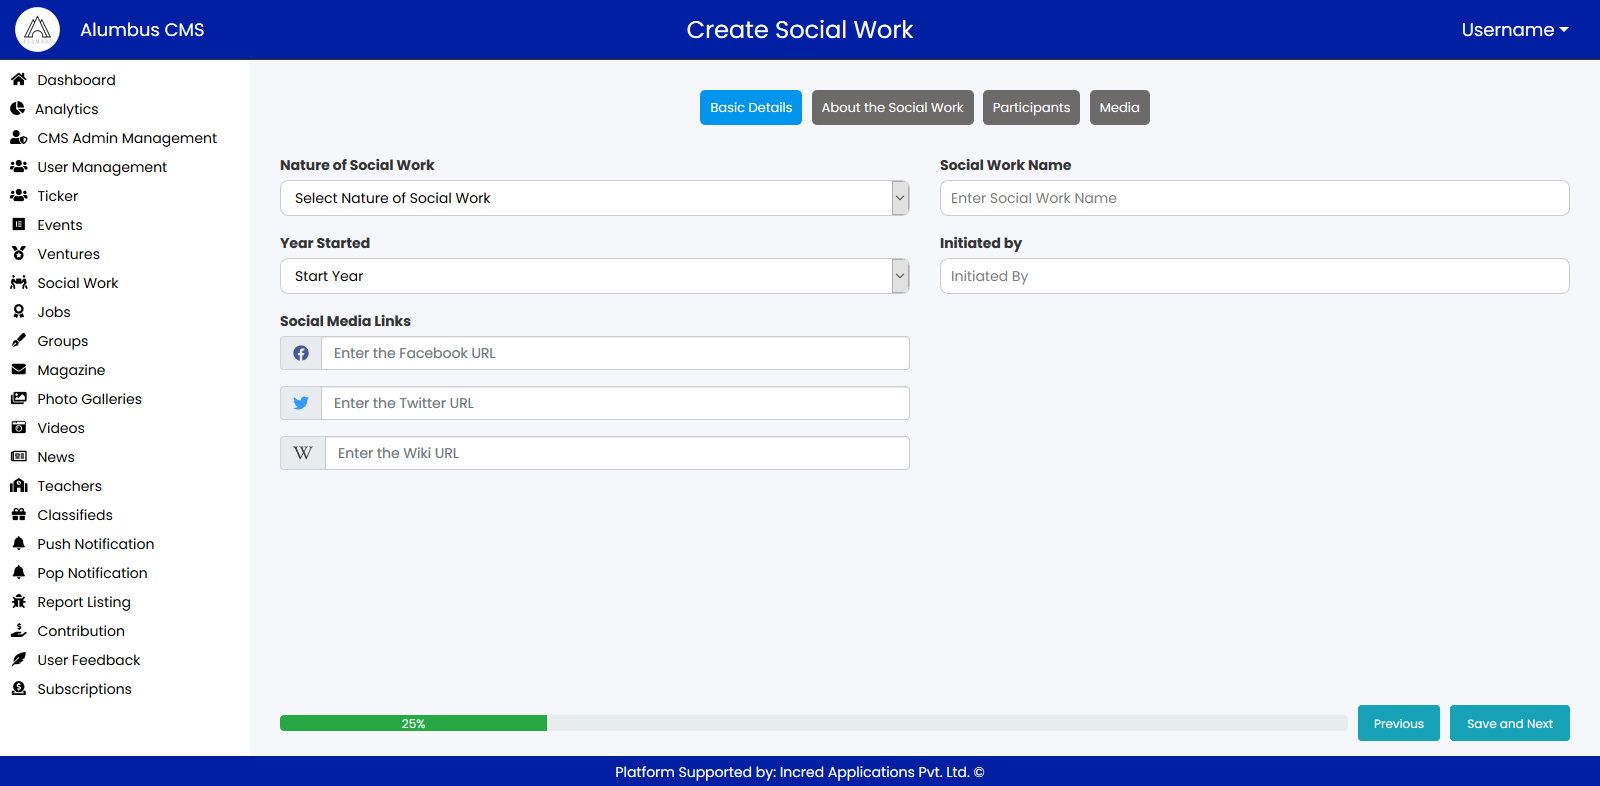 ALUMBUS
Alumbus CMS
Create Social Work
Username
Dashboard
Analytics
CMS Admin Management
User Management
Ticker
Events
Ventures
Social Work
Jobs
Groups
Magazine
Photo Galleries
Videos
News
Teachers
Classifieds
Push Notification
Pop Notification
Report Listing
Contribution
User Feedback
Subscriptions
Basic Details
About the Social Work
Participants
Media
Nature of Social Work
Select Nature of Social Work
Social Work Name
Enter Social Work Name
Year Started
Start Year
Initiated by
Initiated By
Social Media Links
Enter the Facebook URL
Enter the Twitter URL
W Enter the Wiki URL
25%
Previous
Save and Next
Platform Supported by: Incred Applications Pvt. Ltd. ©